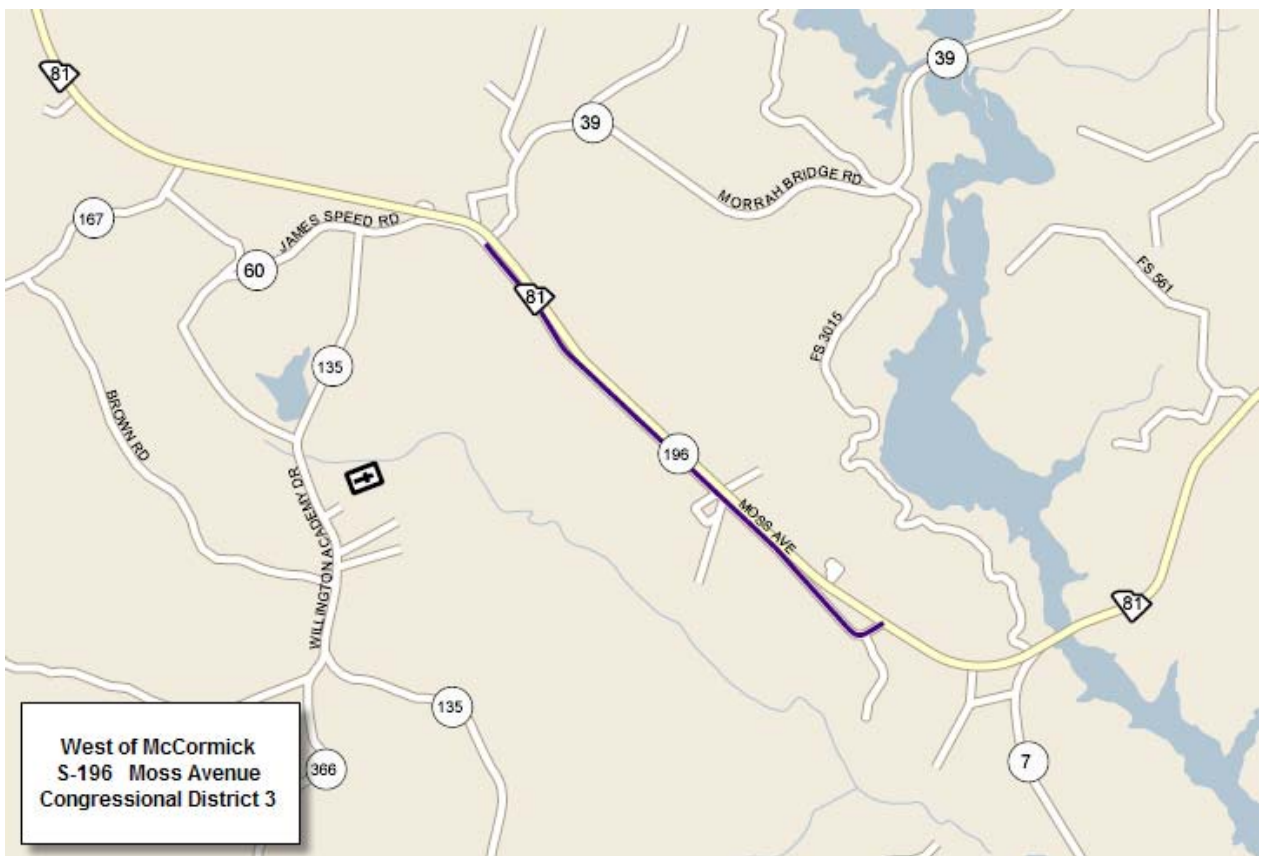 81
39
39
MORRAH BRIDGE RD
167
JAMES SPEED RD
60
81
FS 561
FS 3015
135
BROWN RD
196
WILLINGTON ACADEMY DR
MOSS AVE
81
135
366
7
West of McCormick
S-196 Moss Avenue
Congressional District 3